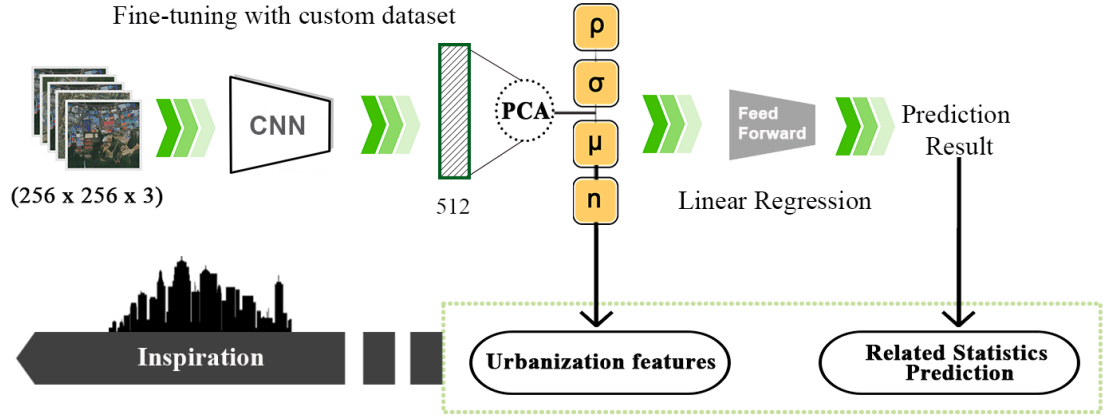 Fine-tuning with custom dataset
ρ
σ
μ
n
CNN
PCA
Feed
Forward
Prediction
Result
(256 x 256 x 3)
512
Linear Regression
Inspiration
Urbanization features
Related Statistics
Prediction